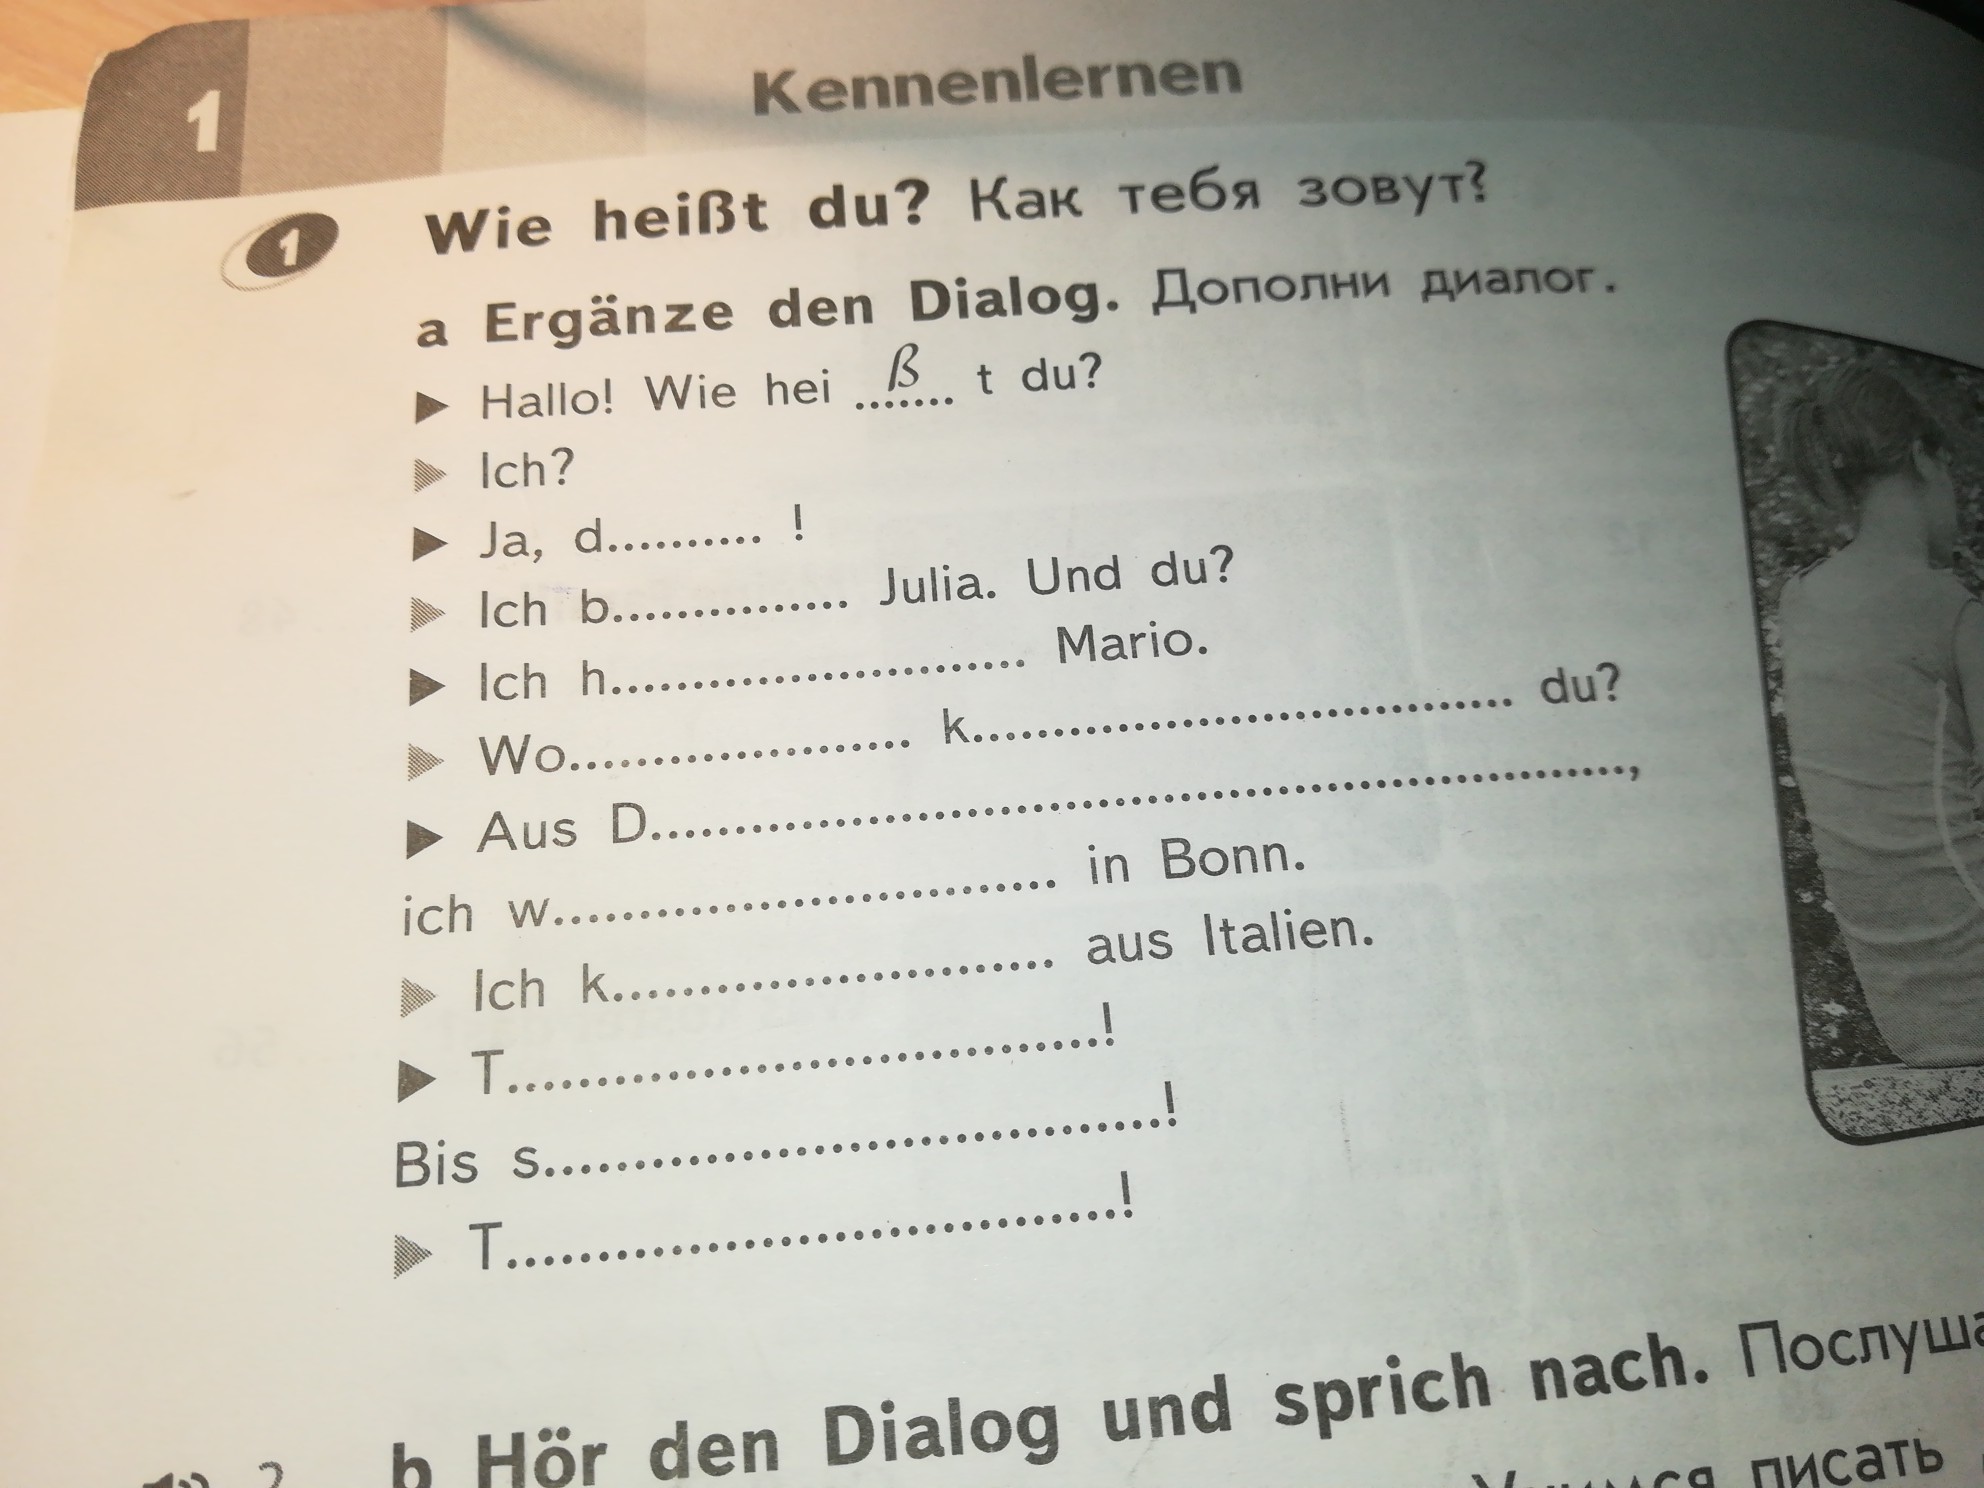 1
Kennenlernen
1 Wie heißt du? Как тебя зовут?
a Ergänze den Dialog. Дополни диалог.
▶ Hallo! Wie hei ...ß... t du?
▶ Ich?
▶ Ja, d.......... !
▶ Ich b............... Julia. Und du?
▶ Ich h.......................... Mario.
▶ Wo..................... k.................................. du?
▶ Aus D..............................................................,
ich w................................ in Bonn.
▶ Ich k............................ aus Italien.
▶ T.....................................!
Bis s.......................................!
▶ T......................................!
b Hör den Dialog und sprich nach.
2
писать